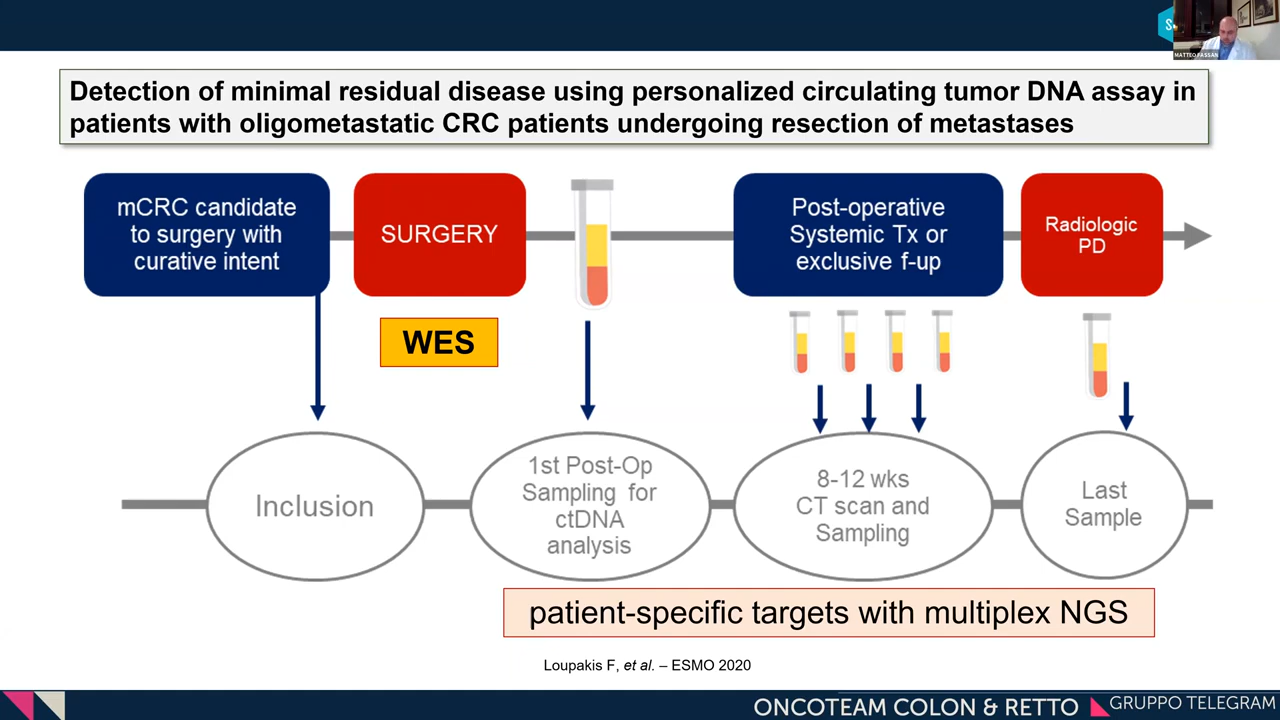 MATTEO FASSAN
Detection of minimal residual disease using personalized circulating tumor DNA assay in
patients with oligometastatic CRC patients undergoing resection of metastases
mCRC candidate
to surgery with
curative intent
SURGERY
Post-operative
Systemic Tx or
exclusive f-up
Radiologic
PD
WES
Inclusion
1st Post-Op
Sampling for
ctDNA
analysis
8-12 wks
CT scan and
Sampling
Last
Sample
patient-specific targets with multiplex NGS
Loupakis F, et al. – ESMO 2020
ONCOTEAM COLON & RETTO
GRUPPO TELEGRAM